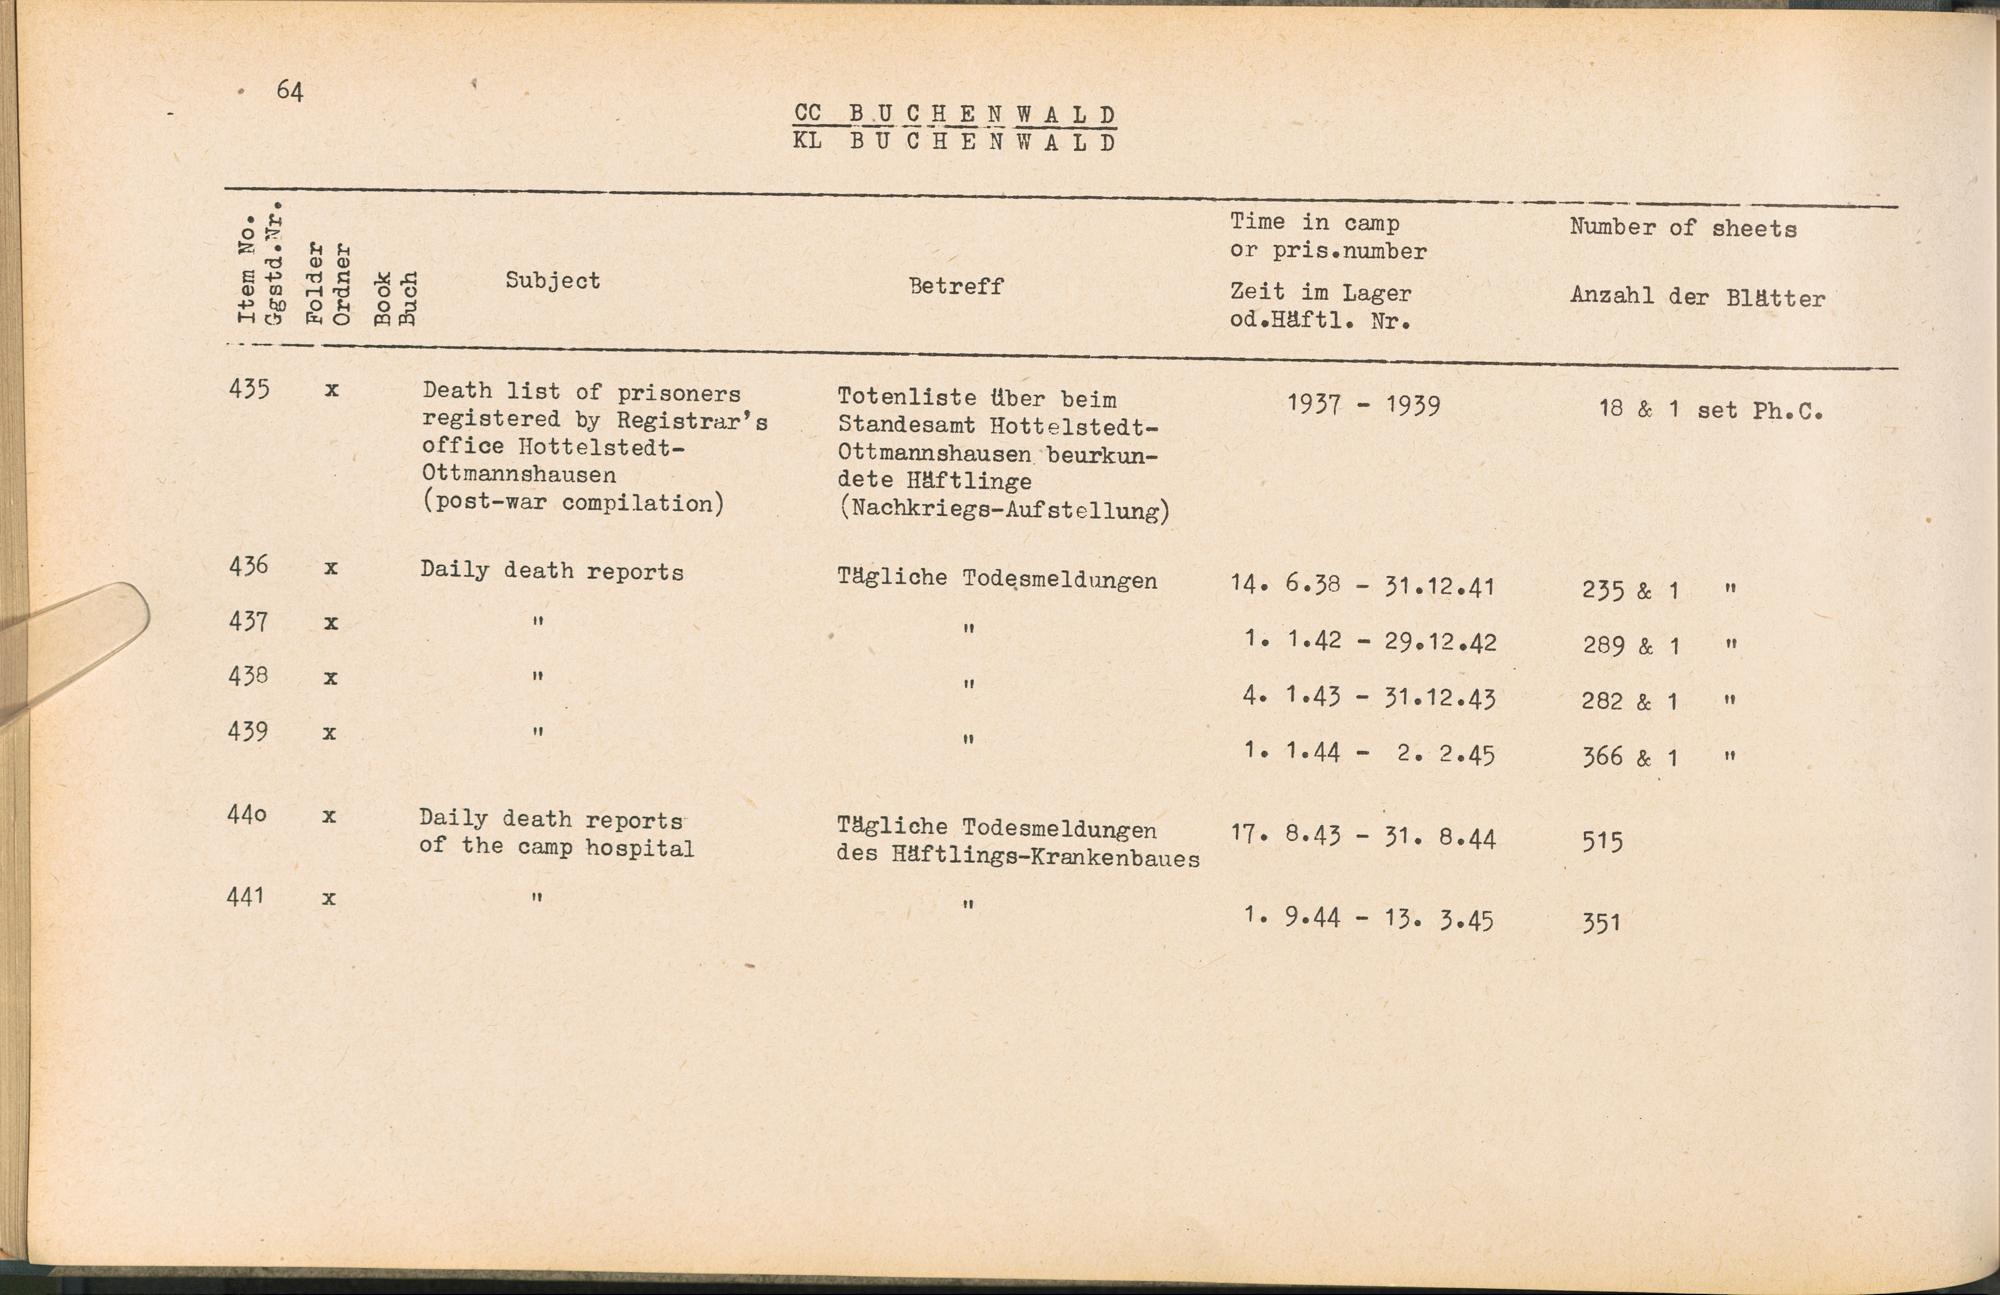 64
CC B U C H E N W A L D
KL B U C H E N W A L D
Item No.
Ggstd.Nr.
Folder
Ordner
Book
Buch
Subject
Betreff
Time in camp
or pris.number
Zeit im Lager
od.Häftl. Nr.
Number of sheets
Anzahl der Blätter
435 x Death list of prisoners Totenliste über beim 1937 - 1939 18 & 1 set Ph.C.
registered by Registrar's Standesamt Hottelstedt-
office Hottelstedt- Ottmannshausen beurkun-
Ottmannshausen dete Häftlinge
(post-war compilation) (Nachkriegs-Aufstellung)
436 x Daily death reports Tägliche Todesmeldungen 14. 6.38 - 31.12.41 235 & 1 "
437 x " " 1. 1.42 - 29.12.42 289 & 1 "
438 x " " 4. 1.43 - 31.12.43 282 & 1 "
439 x " " 1. 1.44 - 2. 2.45 366 & 1 "
44o x Daily death reports Tägliche Todesmeldungen 17. 8.43 - 31. 8.44 515
of the camp hospital des Häftlings-Krankenbaues
441 x " " 1. 9.44 - 13. 3.45 351